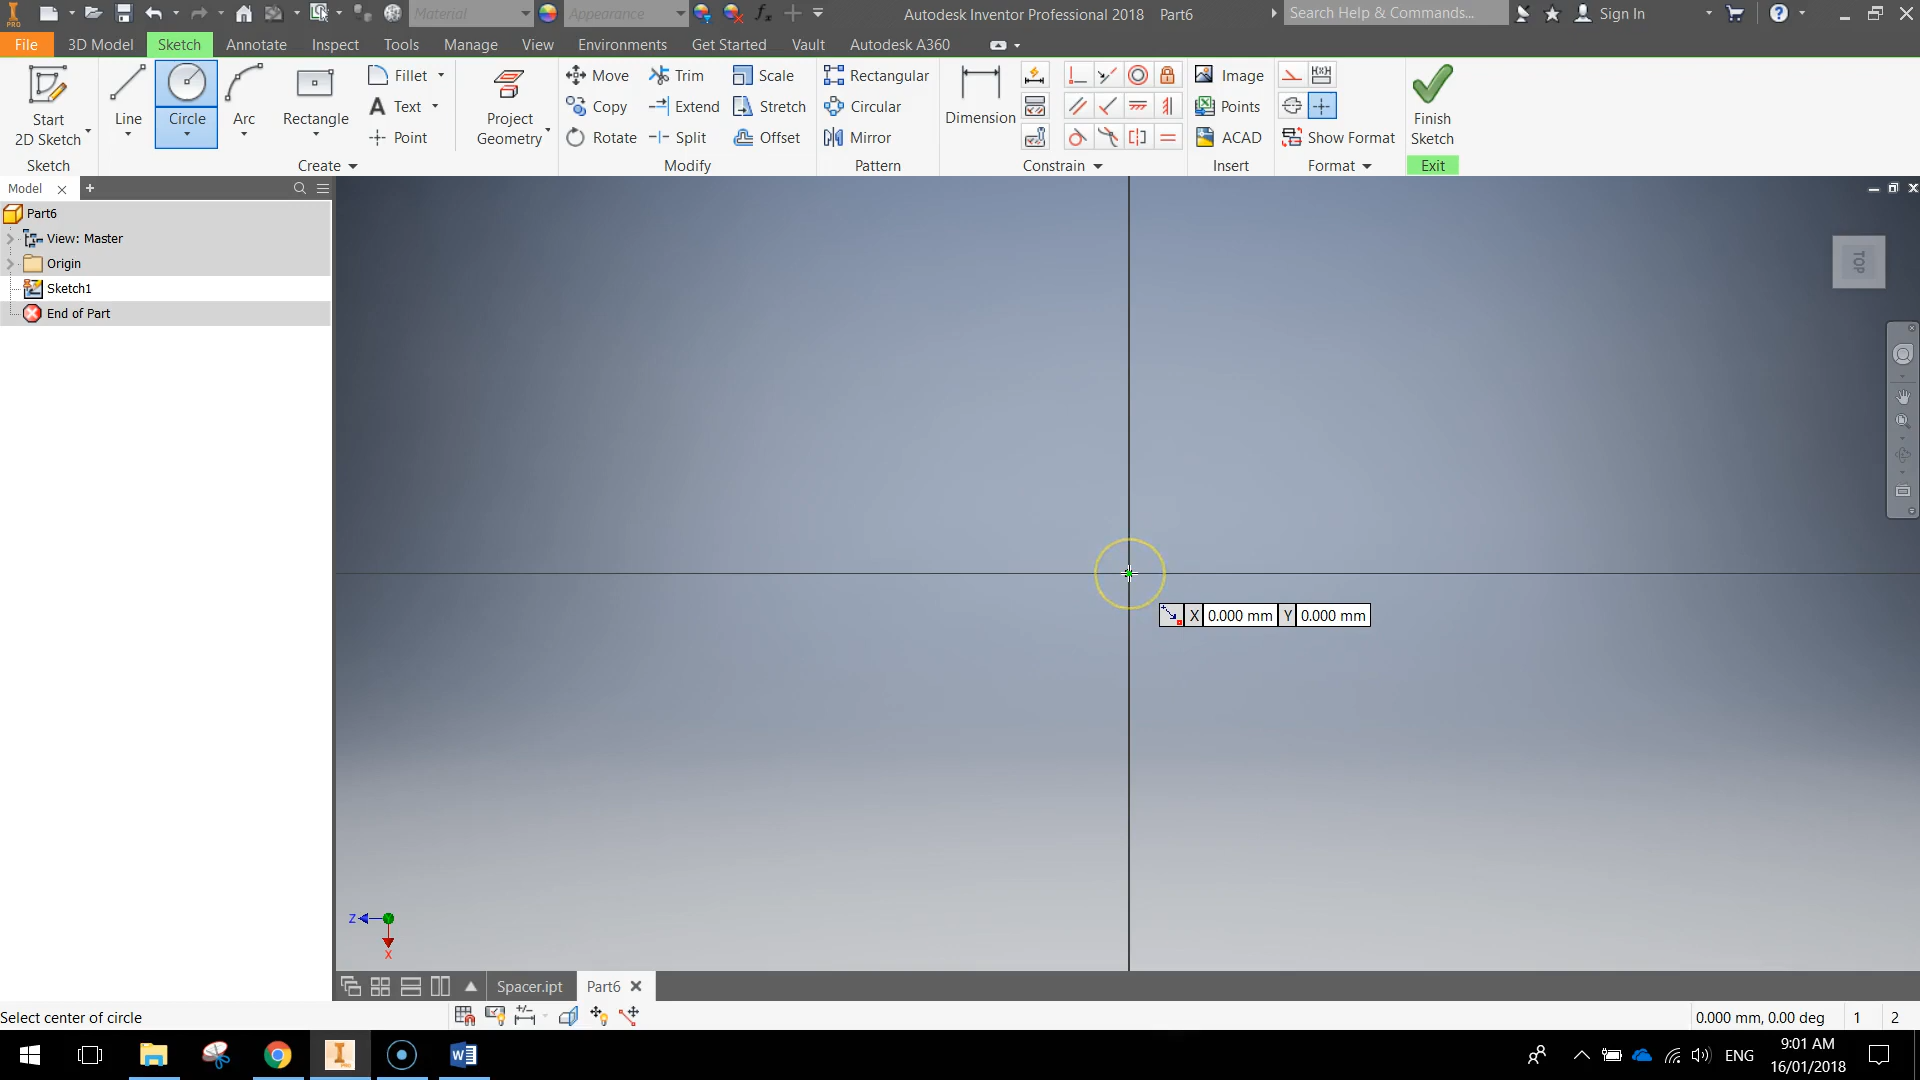 Material
Appearance
Autodesk Inventor Professional 2018 Part6
Search Help & Commands...
Sign In
PRO
File 3D Model Sketch Annotate Inspect Tools Manage View Environments Get Started Vault Autodesk A360
Start
2D Sketch
Line
Circle
Arc
Rectangle
Fillet
Text
Point
Project
Geometry
Move
Copy
Rotate
Trim
Extend
Split
Scale
Stretch
Offset
Rectangular
Circular
Mirror
Dimension
Image
Points
ACAD
Show Format
Finish
Sketch
Sketch Create Modify Pattern Constrain Insert Format Exit
Model
Part6
View: Master
Origin
Sketch1
End of Part
TOP
X 0.000 mm Y 0.000 mm
Z
X
Spacer.ipt Part6
Select center of circle
0.000 mm, 0.00 deg 1 2
ENG
9:01 AM
16/01/2018